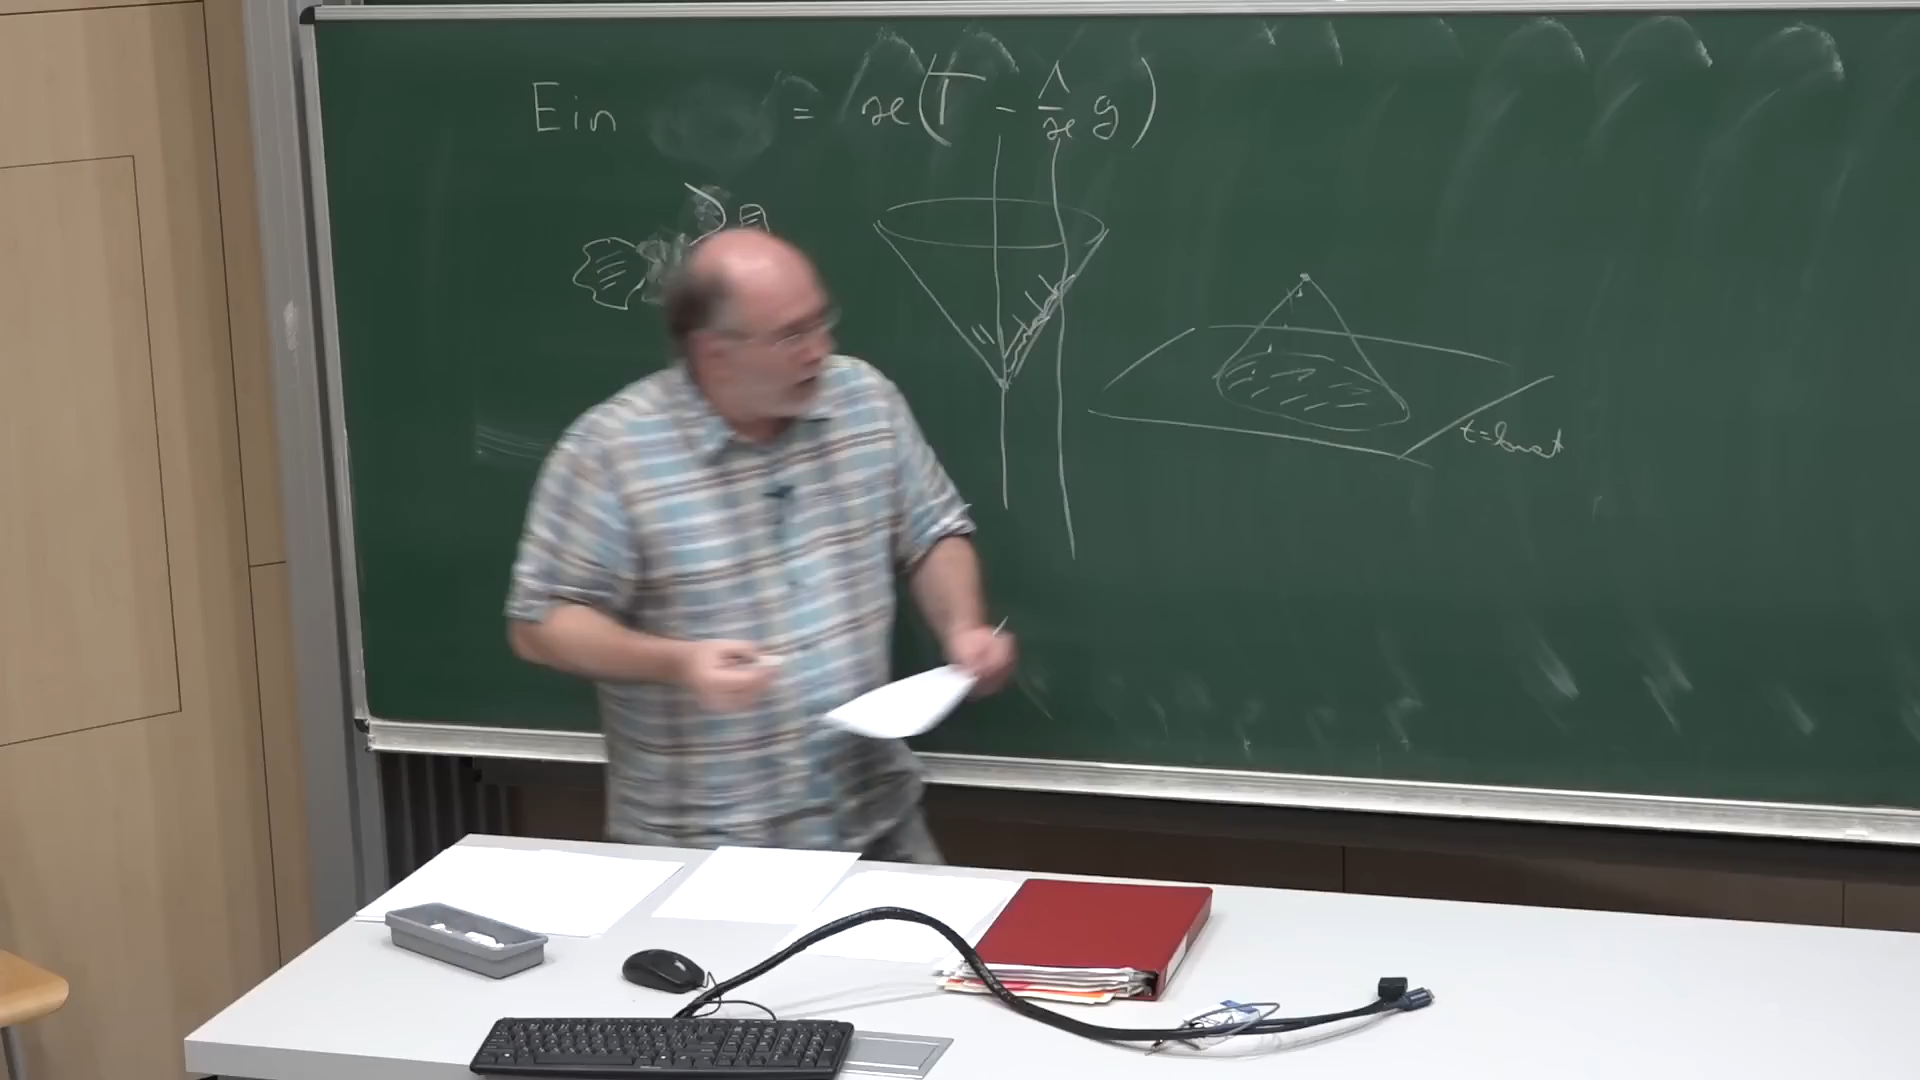 Ein = ϰ(T - Λ/ϰ g)
t=const